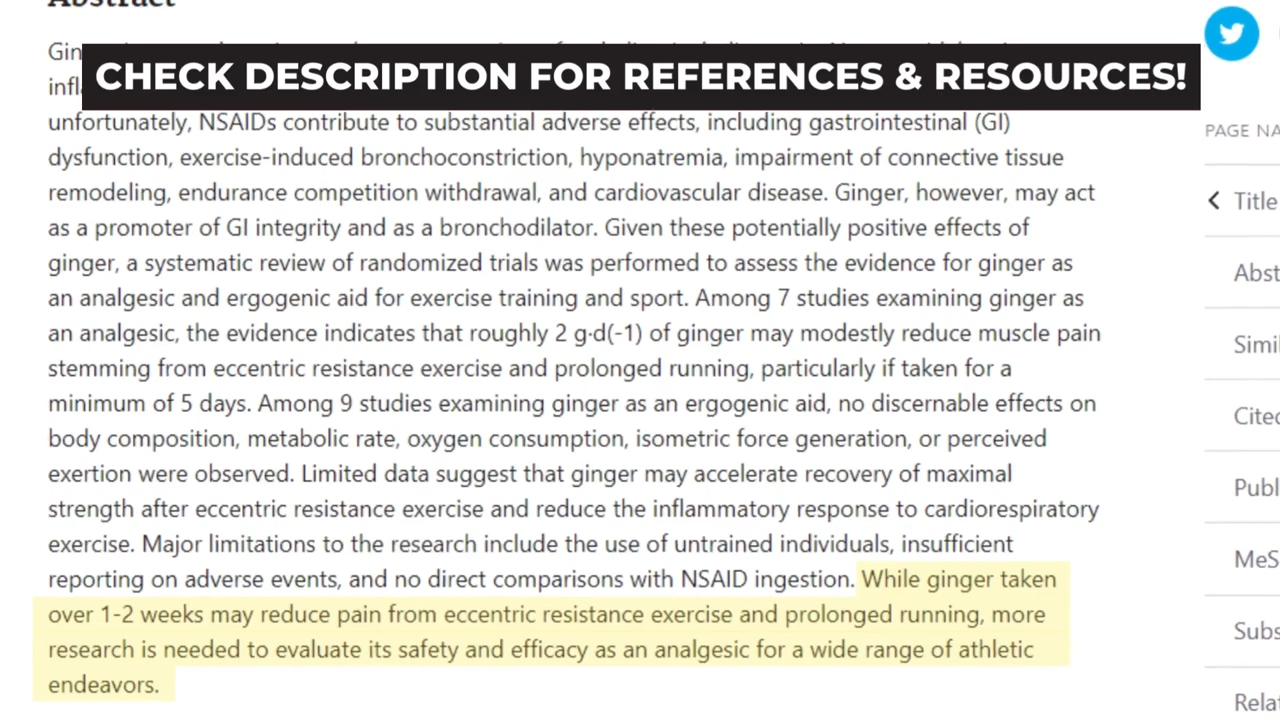 Abstract
Gin
CHECK DESCRIPTION FOR REFERENCES & RESOURCES!
infl
unfortunately, NSAIDs contribute to substantial adverse effects, including gastrointestinal (GI)
dysfunction, exercise-induced bronchoconstriction, hyponatremia, impairment of connective tissue
remodeling, endurance competition withdrawal, and cardiovascular disease. Ginger, however, may act
as a promoter of GI integrity and as a bronchodilator. Given these potentially positive effects of
ginger, a systematic review of randomized trials was performed to assess the evidence for ginger as
an analgesic and ergogenic aid for exercise training and sport. Among 7 studies examining ginger as
an analgesic, the evidence indicates that roughly 2 g·d(-1) of ginger may modestly reduce muscle pain
stemming from eccentric resistance exercise and prolonged running, particularly if taken for a
minimum of 5 days. Among 9 studies examining ginger as an ergogenic aid, no discernable effects on
body composition, metabolic rate, oxygen consumption, isometric force generation, or perceived
exertion were observed. Limited data suggest that ginger may accelerate recovery of maximal
strength after eccentric resistance exercise and reduce the inflammatory response to cardiorespiratory
exercise. Major limitations to the research include the use of untrained individuals, insufficient
reporting on adverse events, and no direct comparisons with NSAID ingestion. While ginger taken
over 1-2 weeks may reduce pain from eccentric resistance exercise and prolonged running, more
research is needed to evaluate its safety and efficacy as an analgesic for a wide range of athletic
endeavors.
PAGE NA
Title
Abst
Simil
Cited
Publ
MeS
Subs
Relat